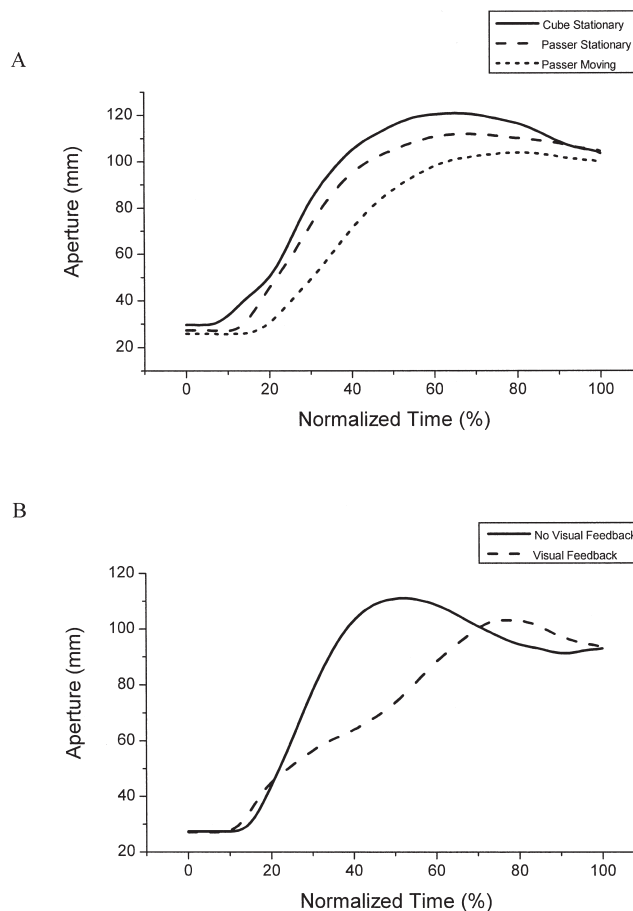 A
Cube Stationary
Passer Stationary
Passer Moving
Aperture (mm)
120
100
80
60
40
20
0 20 40 60 80 100
Normalized Time (%)
B
No Visual Feedback
Visual Feedback
Aperture (mm)
120
100
80
60
40
20
0 20 40 60 80 100
Normalized Time (%)